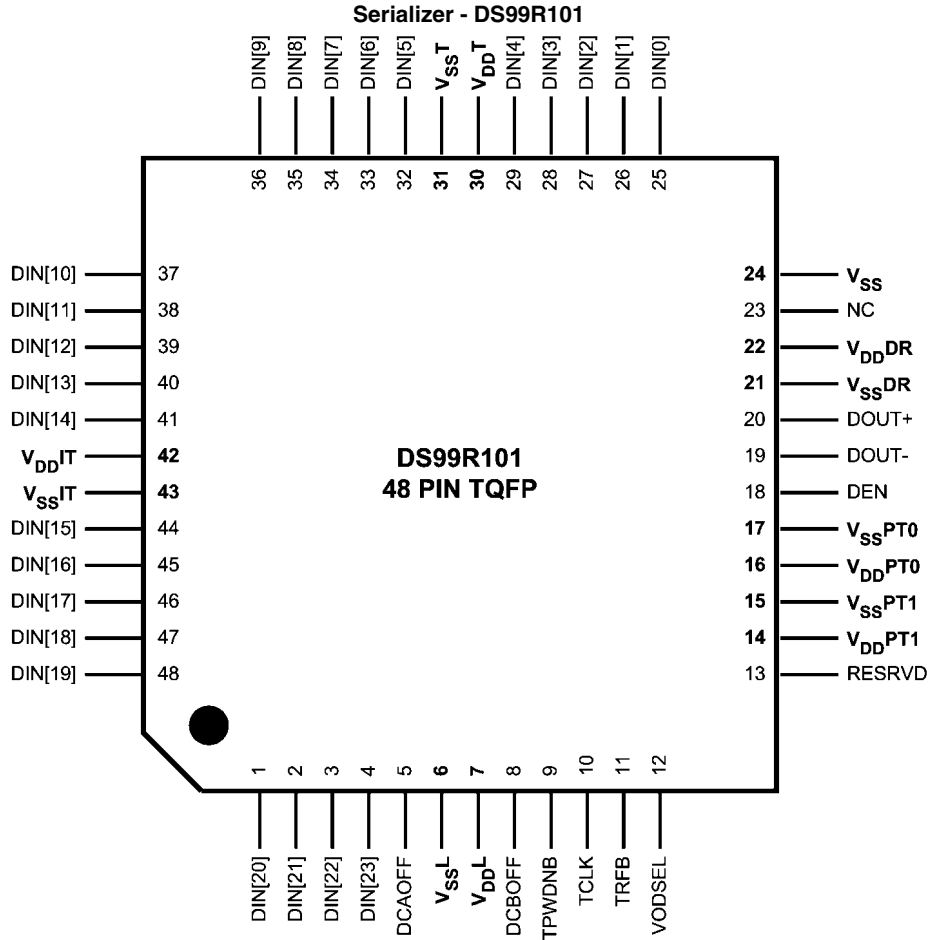 Serializer - DS99R101
DIN[9]
DIN[8]
DIN[7]
DIN[6]
DIN[5]
VSST
VDDT
DIN[4]
DIN[3]
DIN[2]
DIN[1]
DIN[0]
36
35
34
33
32
31
30
29
28
27
26
25
DIN[10] 37
DIN[11] 38
DIN[12] 39
DIN[13] 40
DIN[14] 41
VDDIT 42
VSSIT 43
DIN[15] 44
DIN[16] 45
DIN[17] 46
DIN[18] 47
DIN[19] 48
DS99R101
48 PIN TQFP
24 VSS
23 NC
22 VDDDR
21 VSSDR
20 DOUT+
19 DOUT-
18 DEN
17 VSSPT0
16 VDDPT0
15 VSSPT1
14 VDDPT1
13 RESRVD
1
2
3
4
5
6
7
8
9
10
11
12
DIN[20]
DIN[21]
DIN[22]
DIN[23]
DCAOFF
VSSL
VDDL
DCBOFF
TPWDNB
TCLK
TRFB
VODSEL